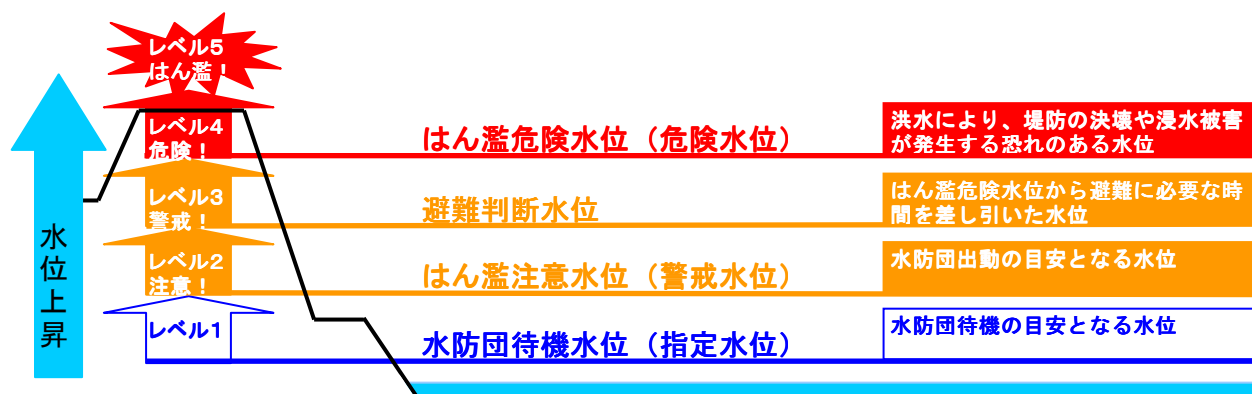 レベル5
はん濫！
レベル4
危険！
はん濫危険水位（危険水位）
洪水により、堤防の決壊や浸水被害
が発生する恐れのある水位
レベル3
警戒！
避難判断水位
はん濫危険水位から避難に必要な時
間を差し引いた水位
レベル2
注意！
はん濫注意水位（警戒水位）
水防団出動の目安となる水位
レベル1
水防団待機水位（指定水位）
水防団待機の目安となる水位
水位上昇